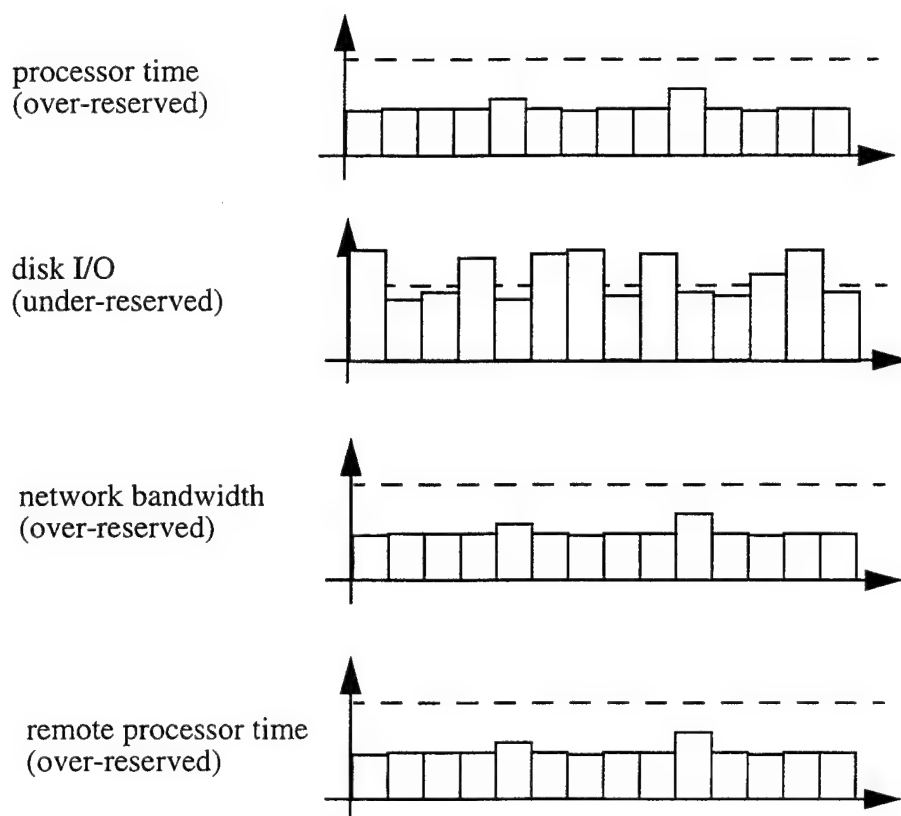 processor time
(over-reserved)
disk I/O
(under-reserved)
network bandwidth
(over-reserved)
remote processor time
(over-reserved)